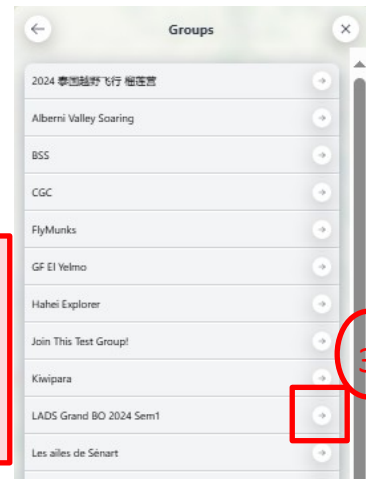 Groups
2024 泰国越野飞行 榴莲营
Alberni Valley Soaring
BSS
CGC
FlyMunks
GF El Yelmo
Hahei Explorer
Join This Test Group!
3
Kiwipara
LADS Grand BO 2024 Sem1
Les ailes de Sénart